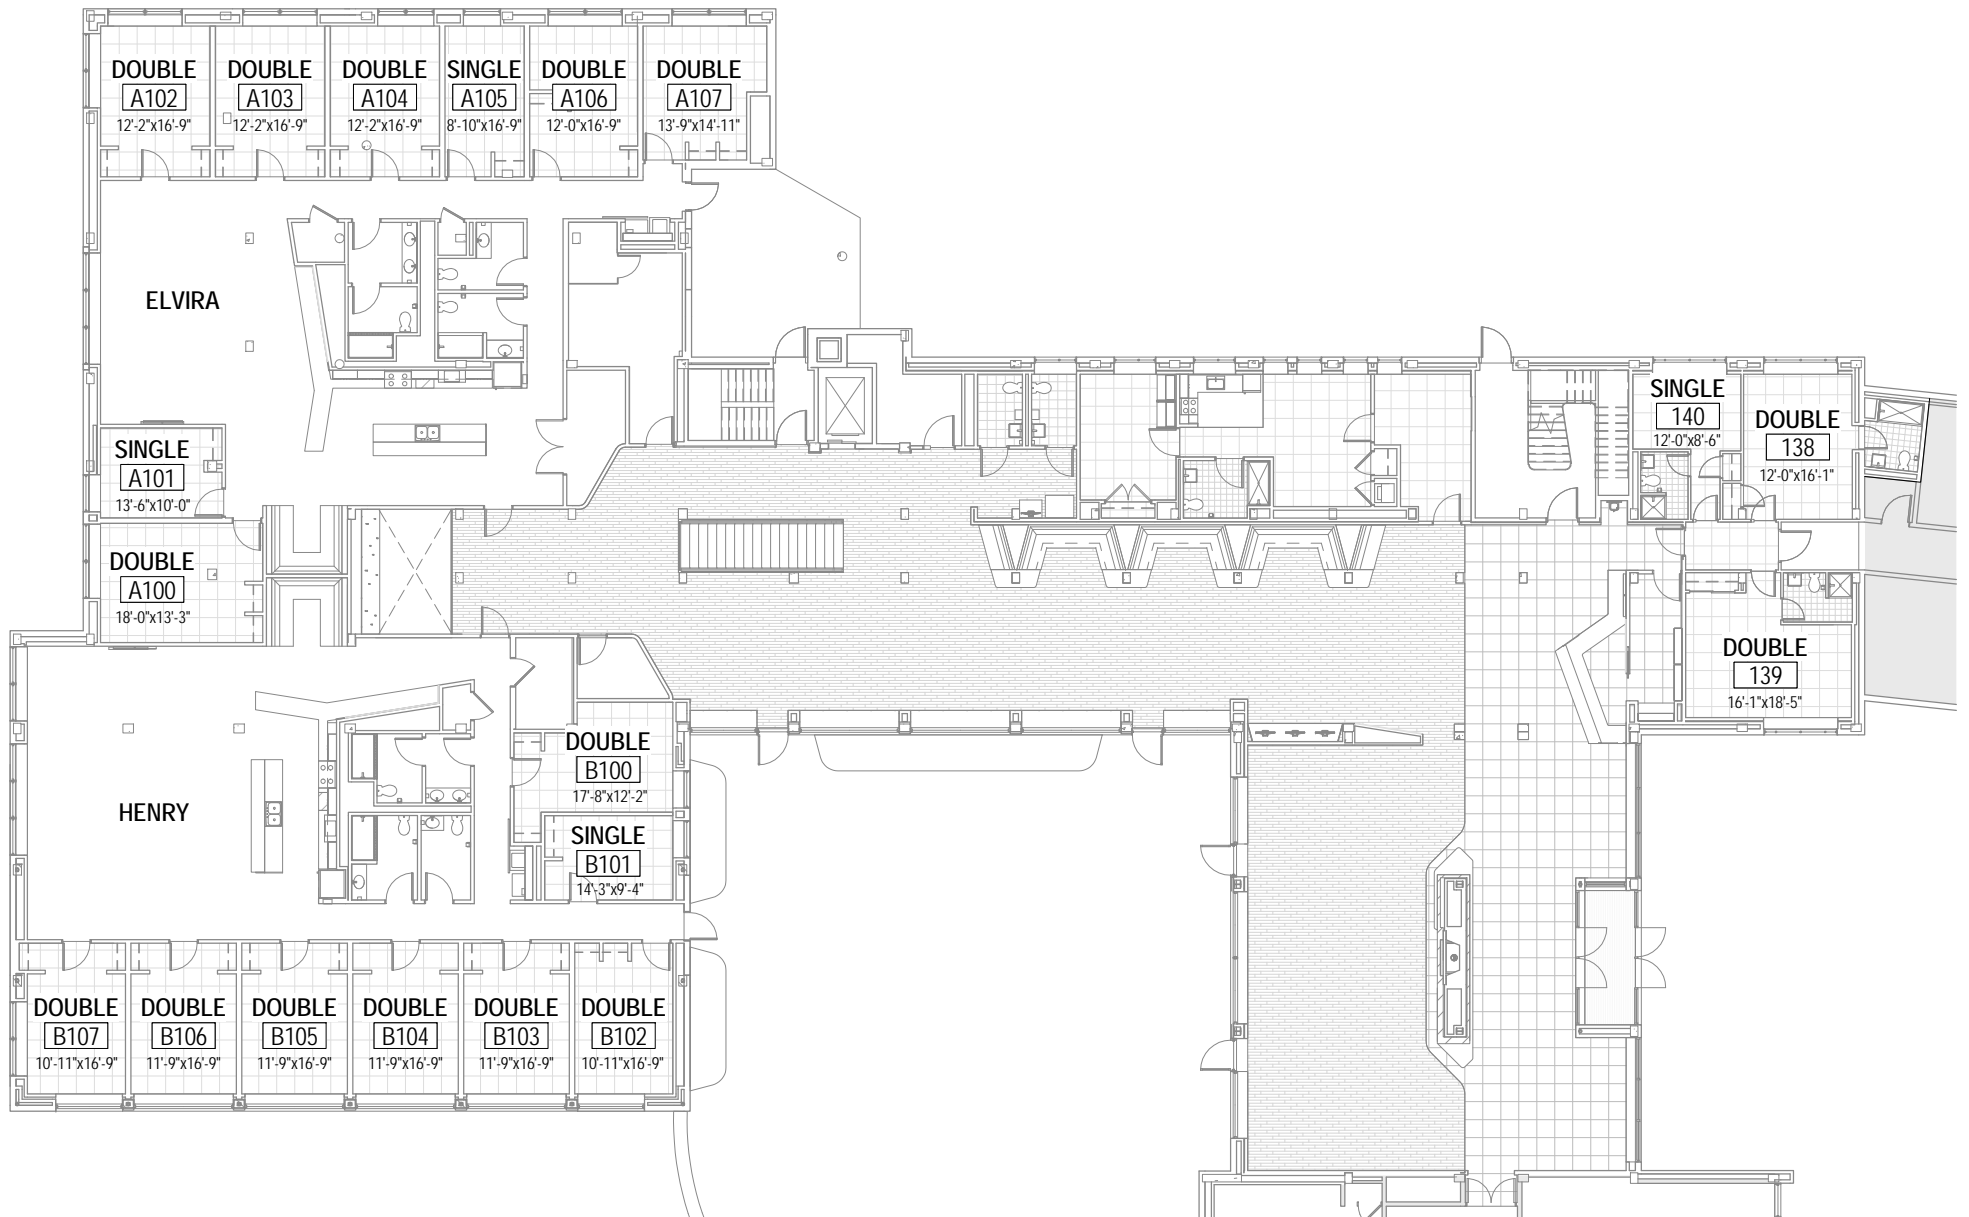 DOUBLE
A102
12'-2"x16'-9"
DOUBLE
A103
12'-2"x16'-9"
DOUBLE
A104
12'-2"x16'-9"
SINGLE
A105
8'-10"x16'-9"
DOUBLE
A106
12'-0"x16'-9"
DOUBLE
A107
13'-9"x14'-11"
ELVIRA
SINGLE
A101
13'-6"x10'-0"
DOUBLE
A100
18'-0"x13'-3"
SINGLE
140
12'-0"x8'-6"
DOUBLE
138
12'-0"x16'-1"
DOUBLE
139
16'-1"x18'-5"
HENRY
DOUBLE
B100
17'-8"x12'-2"
SINGLE
B101
14'-3"x9'-4"
DOUBLE
B107
10'-11"x16'-9"
DOUBLE
B106
11'-9"x16'-9"
DOUBLE
B105
11'-9"x16'-9"
DOUBLE
B104
11'-9"x16'-9"
DOUBLE
B103
11'-9"x16'-9"
DOUBLE
B102
10'-11"x16'-9"